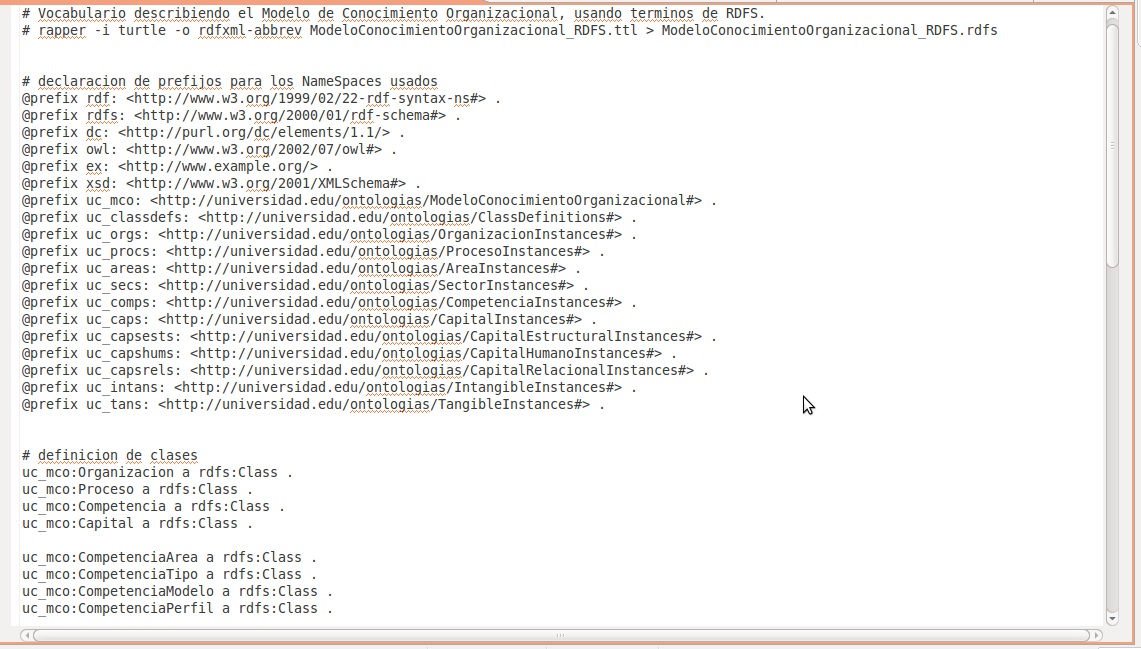 # Vocabulario describiendo el Modelo de Conocimiento Organizacional, usando terminos de RDFS.
# rapper -i turtle -o rdfxml-abbrev ModeloConocimientoOrganizacional_RDFS.ttl > ModeloConocimientoOrganizacional_RDFS.rdfs
# declaracion de prefijos para los NameSpaces usados
@prefix rdf: <http://www.w3.org/1999/02/22-rdf-syntax-ns#> .
@prefix rdfs: <http://www.w3.org/2000/01/rdf-schema#> .
@prefix dc: <http://purl.org/dc/elements/1.1/> .
@prefix owl: <http://www.w3.org/2002/07/owl#> .
@prefix ex: <http://www.example.org/> .
@prefix xsd: <http://www.w3.org/2001/XMLSchema#> .
@prefix uc_mco: <http://universidad.edu/ontologias/ModeloConocimientoOrganizacional#> .
@prefix uc_classdefs: <http://universidad.edu/ontologias/ClassDefinitions#> .
@prefix uc_orgs: <http://universidad.edu/ontologias/OrganizacionInstances#> .
@prefix uc_procs: <http://universidad.edu/ontologias/ProcesoInstances#> .
@prefix uc_areas: <http://universidad.edu/ontologias/AreaInstances#> .
@prefix uc_secs: <http://universidad.edu/ontologias/SectorInstances#> .
@prefix uc_comps: <http://universidad.edu/ontologias/CompetenciaInstances#> .
@prefix uc_caps: <http://universidad.edu/ontologias/CapitalInstances#> .
@prefix uc_capsests: <http://universidad.edu/ontologias/CapitalEstructuralInstances#> .
@prefix uc_capshums: <http://universidad.edu/ontologias/CapitalHumanoInstances#> .
@prefix uc_capsrels: <http://universidad.edu/ontologias/CapitalRelacionalInstances#> .
@prefix uc_intans: <http://universidad.edu/ontologias/IntangibleInstances#> .
@prefix uc_tans: <http://universidad.edu/ontologias/TangibleInstances#> .
# definicion de clases
uc_mco:Organizacion a rdfs:Class .
uc_mco:Proceso a rdfs:Class .
uc_mco:Competencia a rdfs:Class .
uc_mco:Capital a rdfs:Class .
uc_mco:CompetenciaArea a rdfs:Class .
uc_mco:CompetenciaTipo a rdfs:Class .
uc_mco:CompetenciaModelo a rdfs:Class .
uc_mco:CompetenciaPerfil a rdfs:Class .